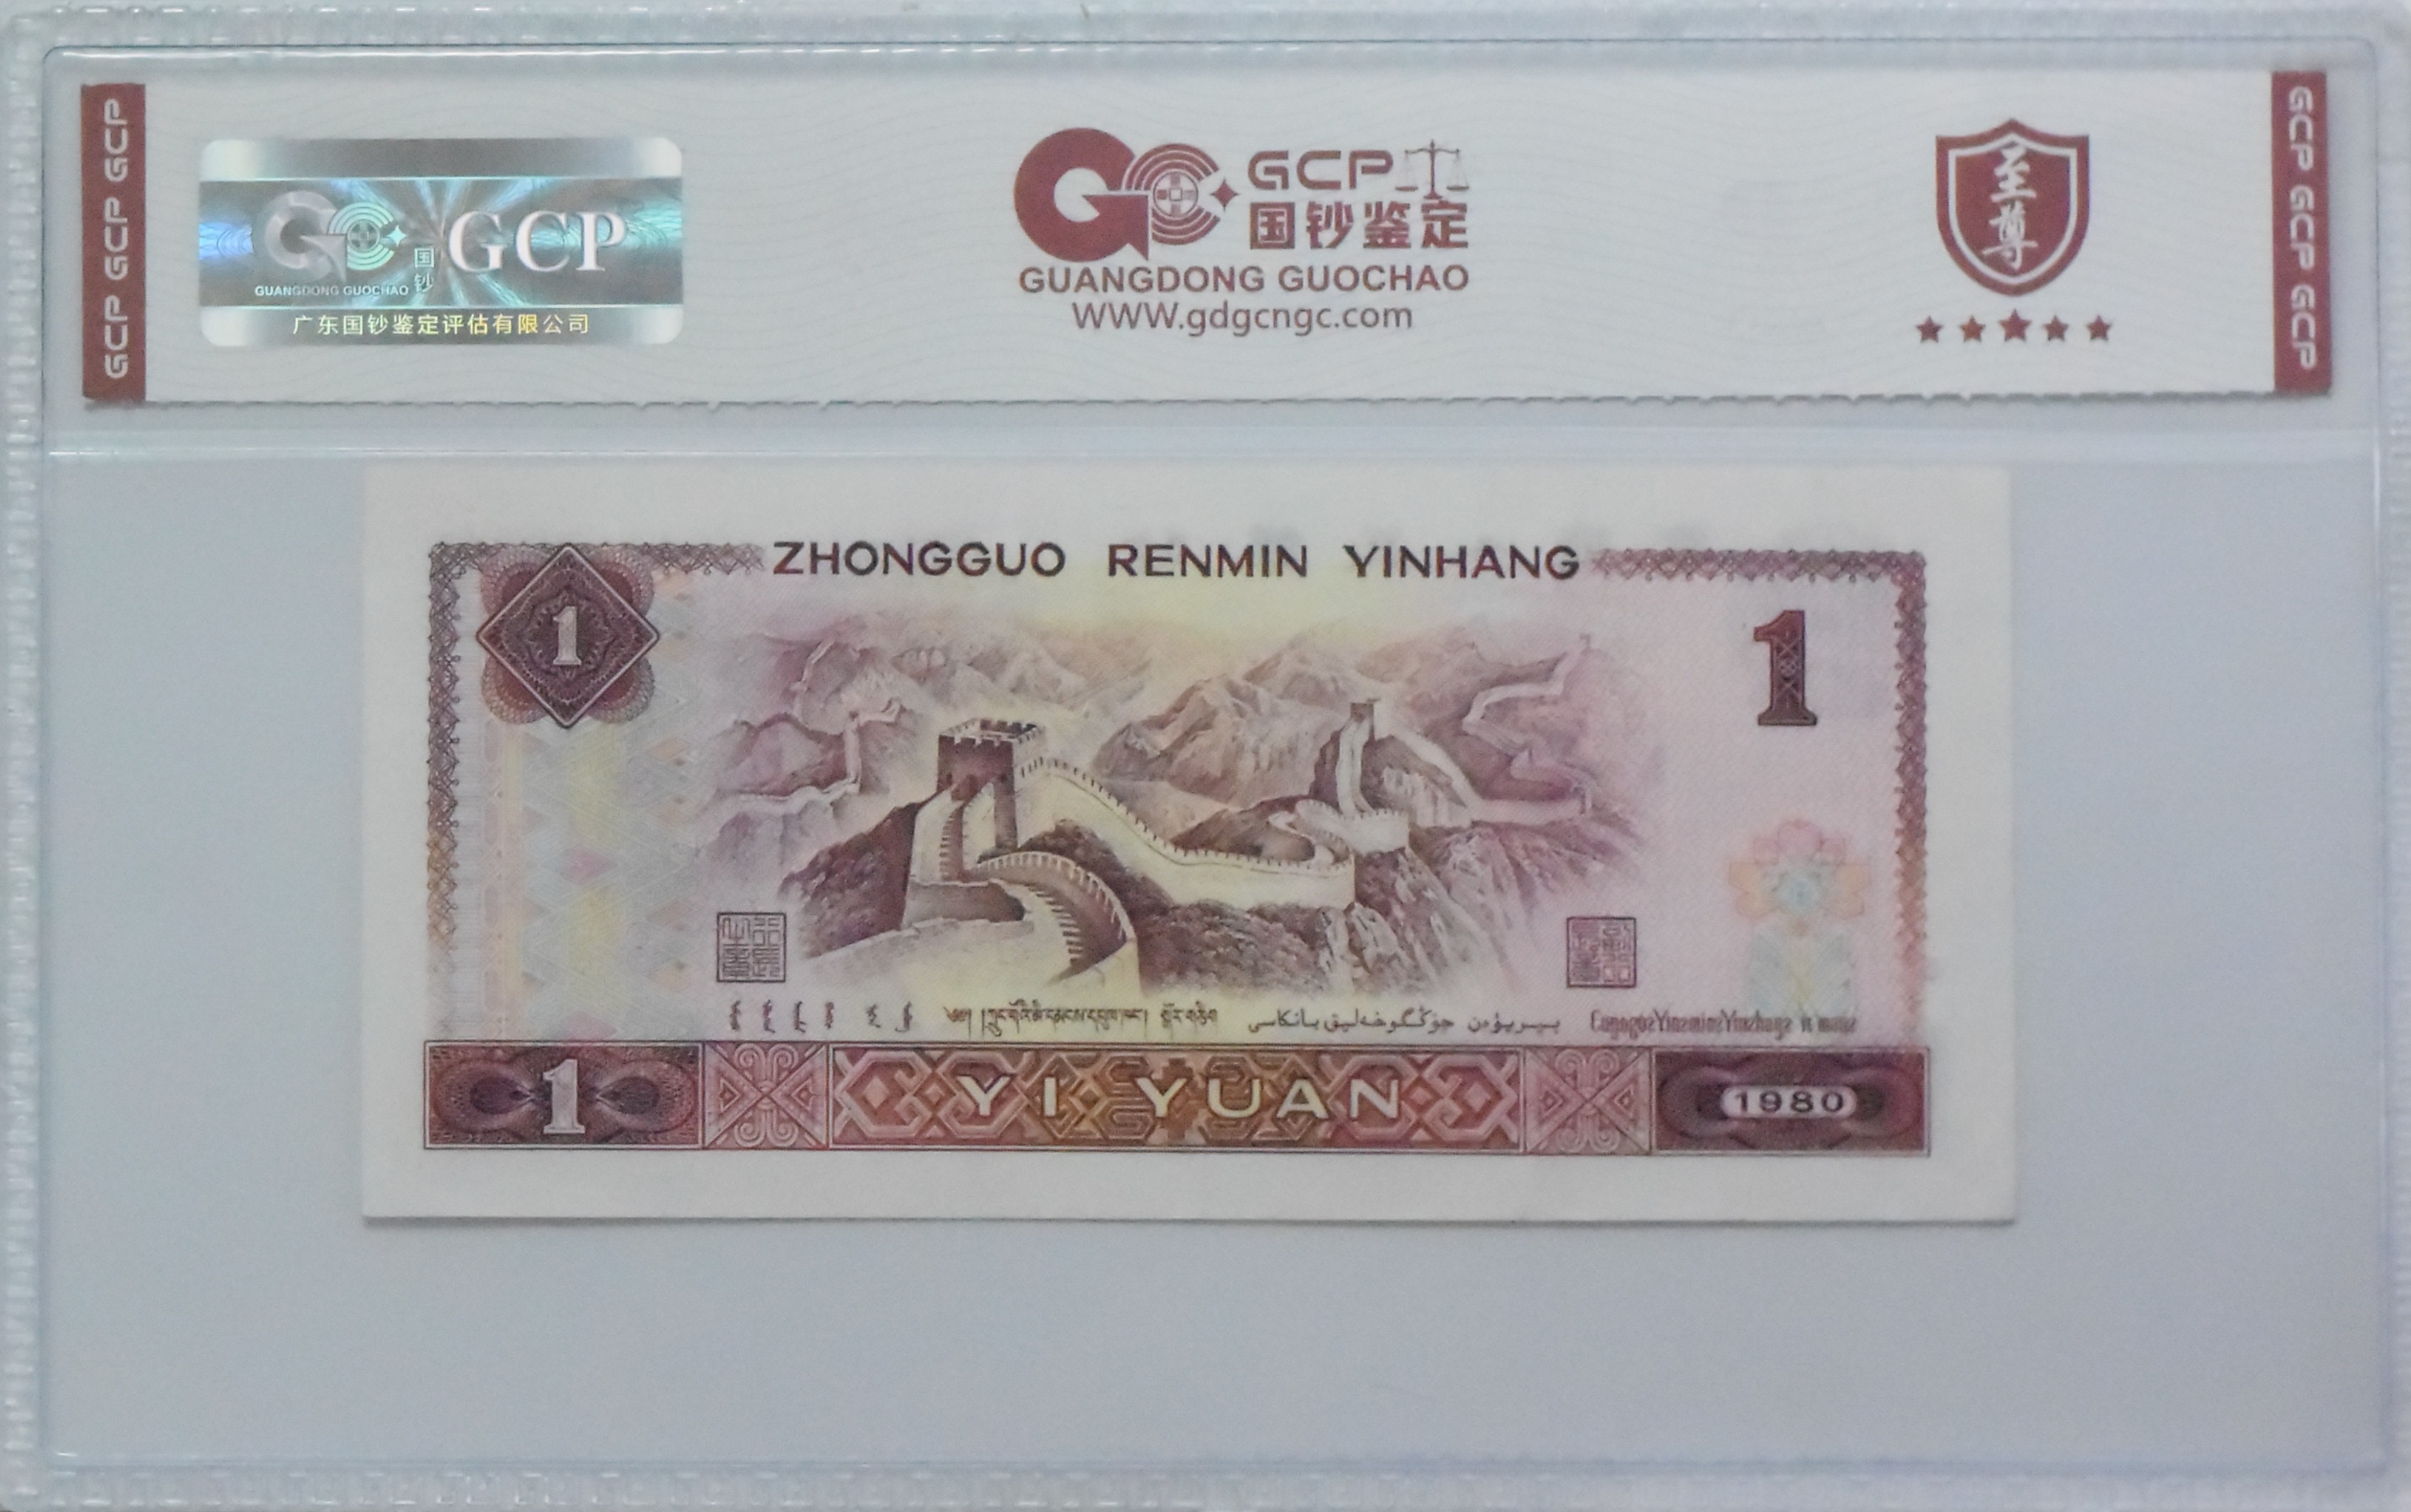 GCP GCP GCP
国钞
GCP
GUANGDONG GUOCHAO
广东国钞鉴定评估有限公司
GCP
国钞鉴定
GUANGDONG GUOCHAO
WWW.gdgcngc.com
至尊
GCP GCP GCP
ZHONGGUO RENMIN YINHANG
1
1
1
YI YUAN
1980